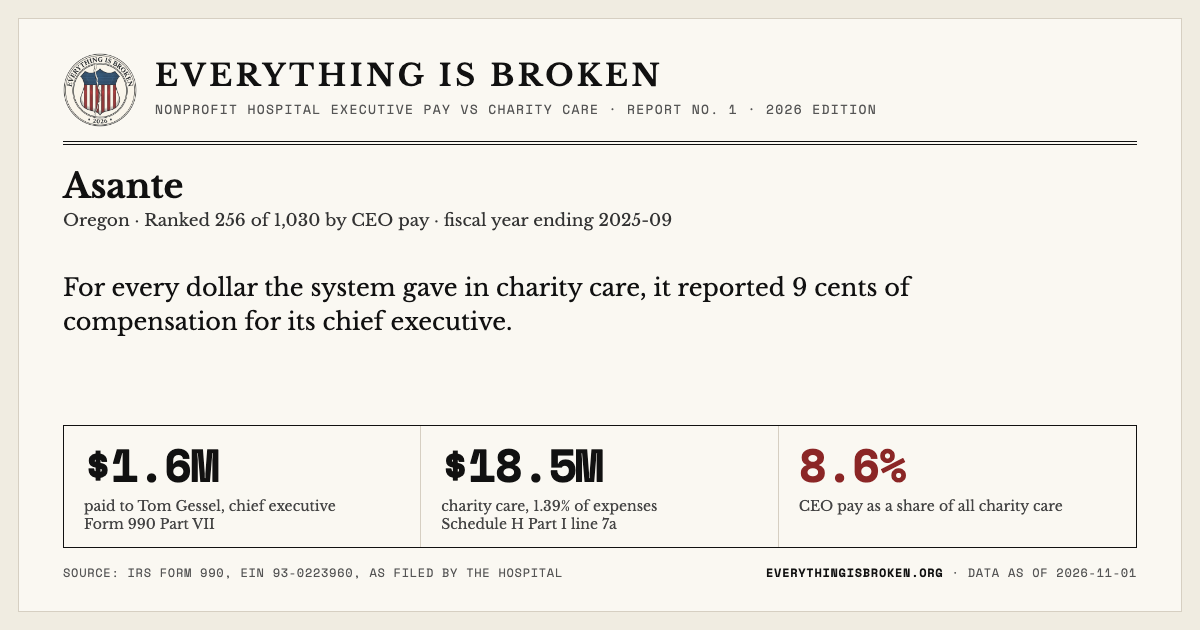 EVERYTHING IS BROKEN
· 2026 ·
EVERYTHING IS BROKEN
NONPROFIT HOSPITAL EXECUTIVE PAY VS CHARITY CARE · REPORT NO. 1 · 2026 EDITION
Asante
Oregon · Ranked 256 of 1,030 by CEO pay · fiscal year ending 2025-09
For every dollar the system gave in charity care, it reported 9 cents of
compensation for its chief executive.
$1.6M
paid to Tom Gessel, chief executive
Form 990 Part VII
$18.5M
charity care, 1.39% of expenses
Schedule H Part I line 7a
8.6%
CEO pay as a share of all charity care
SOURCE: IRS FORM 990, EIN 93-0223960, AS FILED BY THE HOSPITAL
EVERYTHINGISBROKEN.ORG · DATA AS OF 2026-11-01